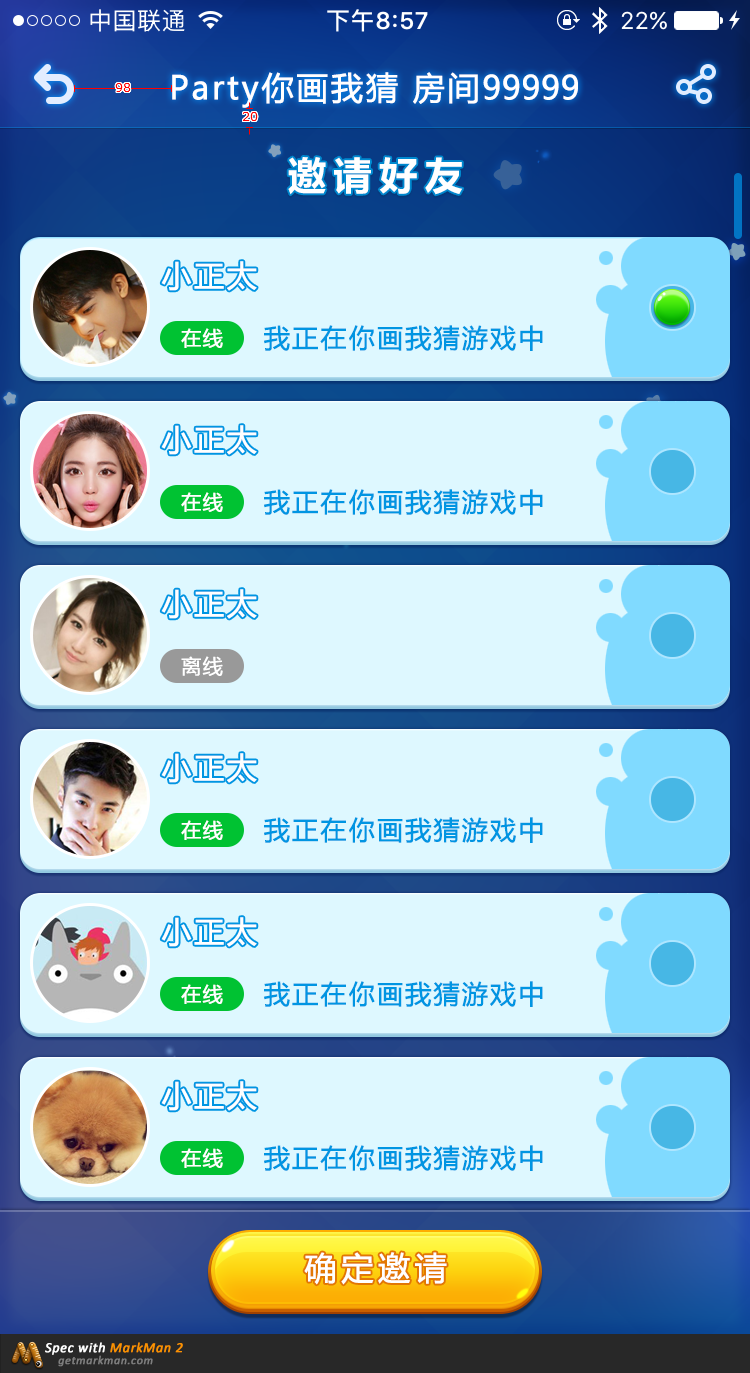 中国联通 下午8:57 22%
Party你画我猜 房间99999
98
20
邀请好友
小正太
在线 我正在你画我猜游戏中
小正太
在线 我正在你画我猜游戏中
小正太
离线
小正太
在线 我正在你画我猜游戏中
小正太
在线 我正在你画我猜游戏中
小正太
在线 我正在你画我猜游戏中
确定邀请
Spec with MarkMan 2
getmarkman.com